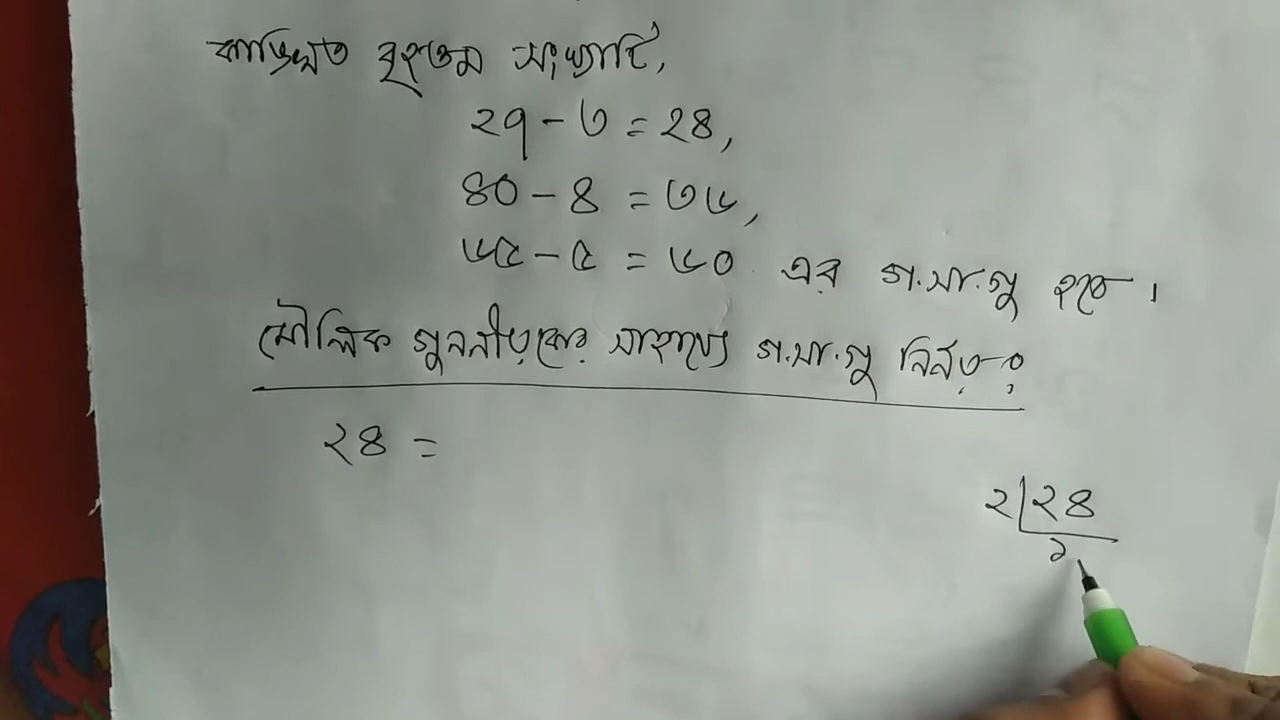 কাঙ্ক্ষিত বৃহত্তম সংখ্যাটি,
২৭ - ৩ = ২৪,
৪০ - ৪ = ৩৬,
৬৫ - ৫ = ৬০ এর গ.সা.গু হবে।
মৌলিক গুননীয়কের সাহায্যে গ.সা.গু নির্ণয়ঃ
২৪ =
২ | ২৪
১